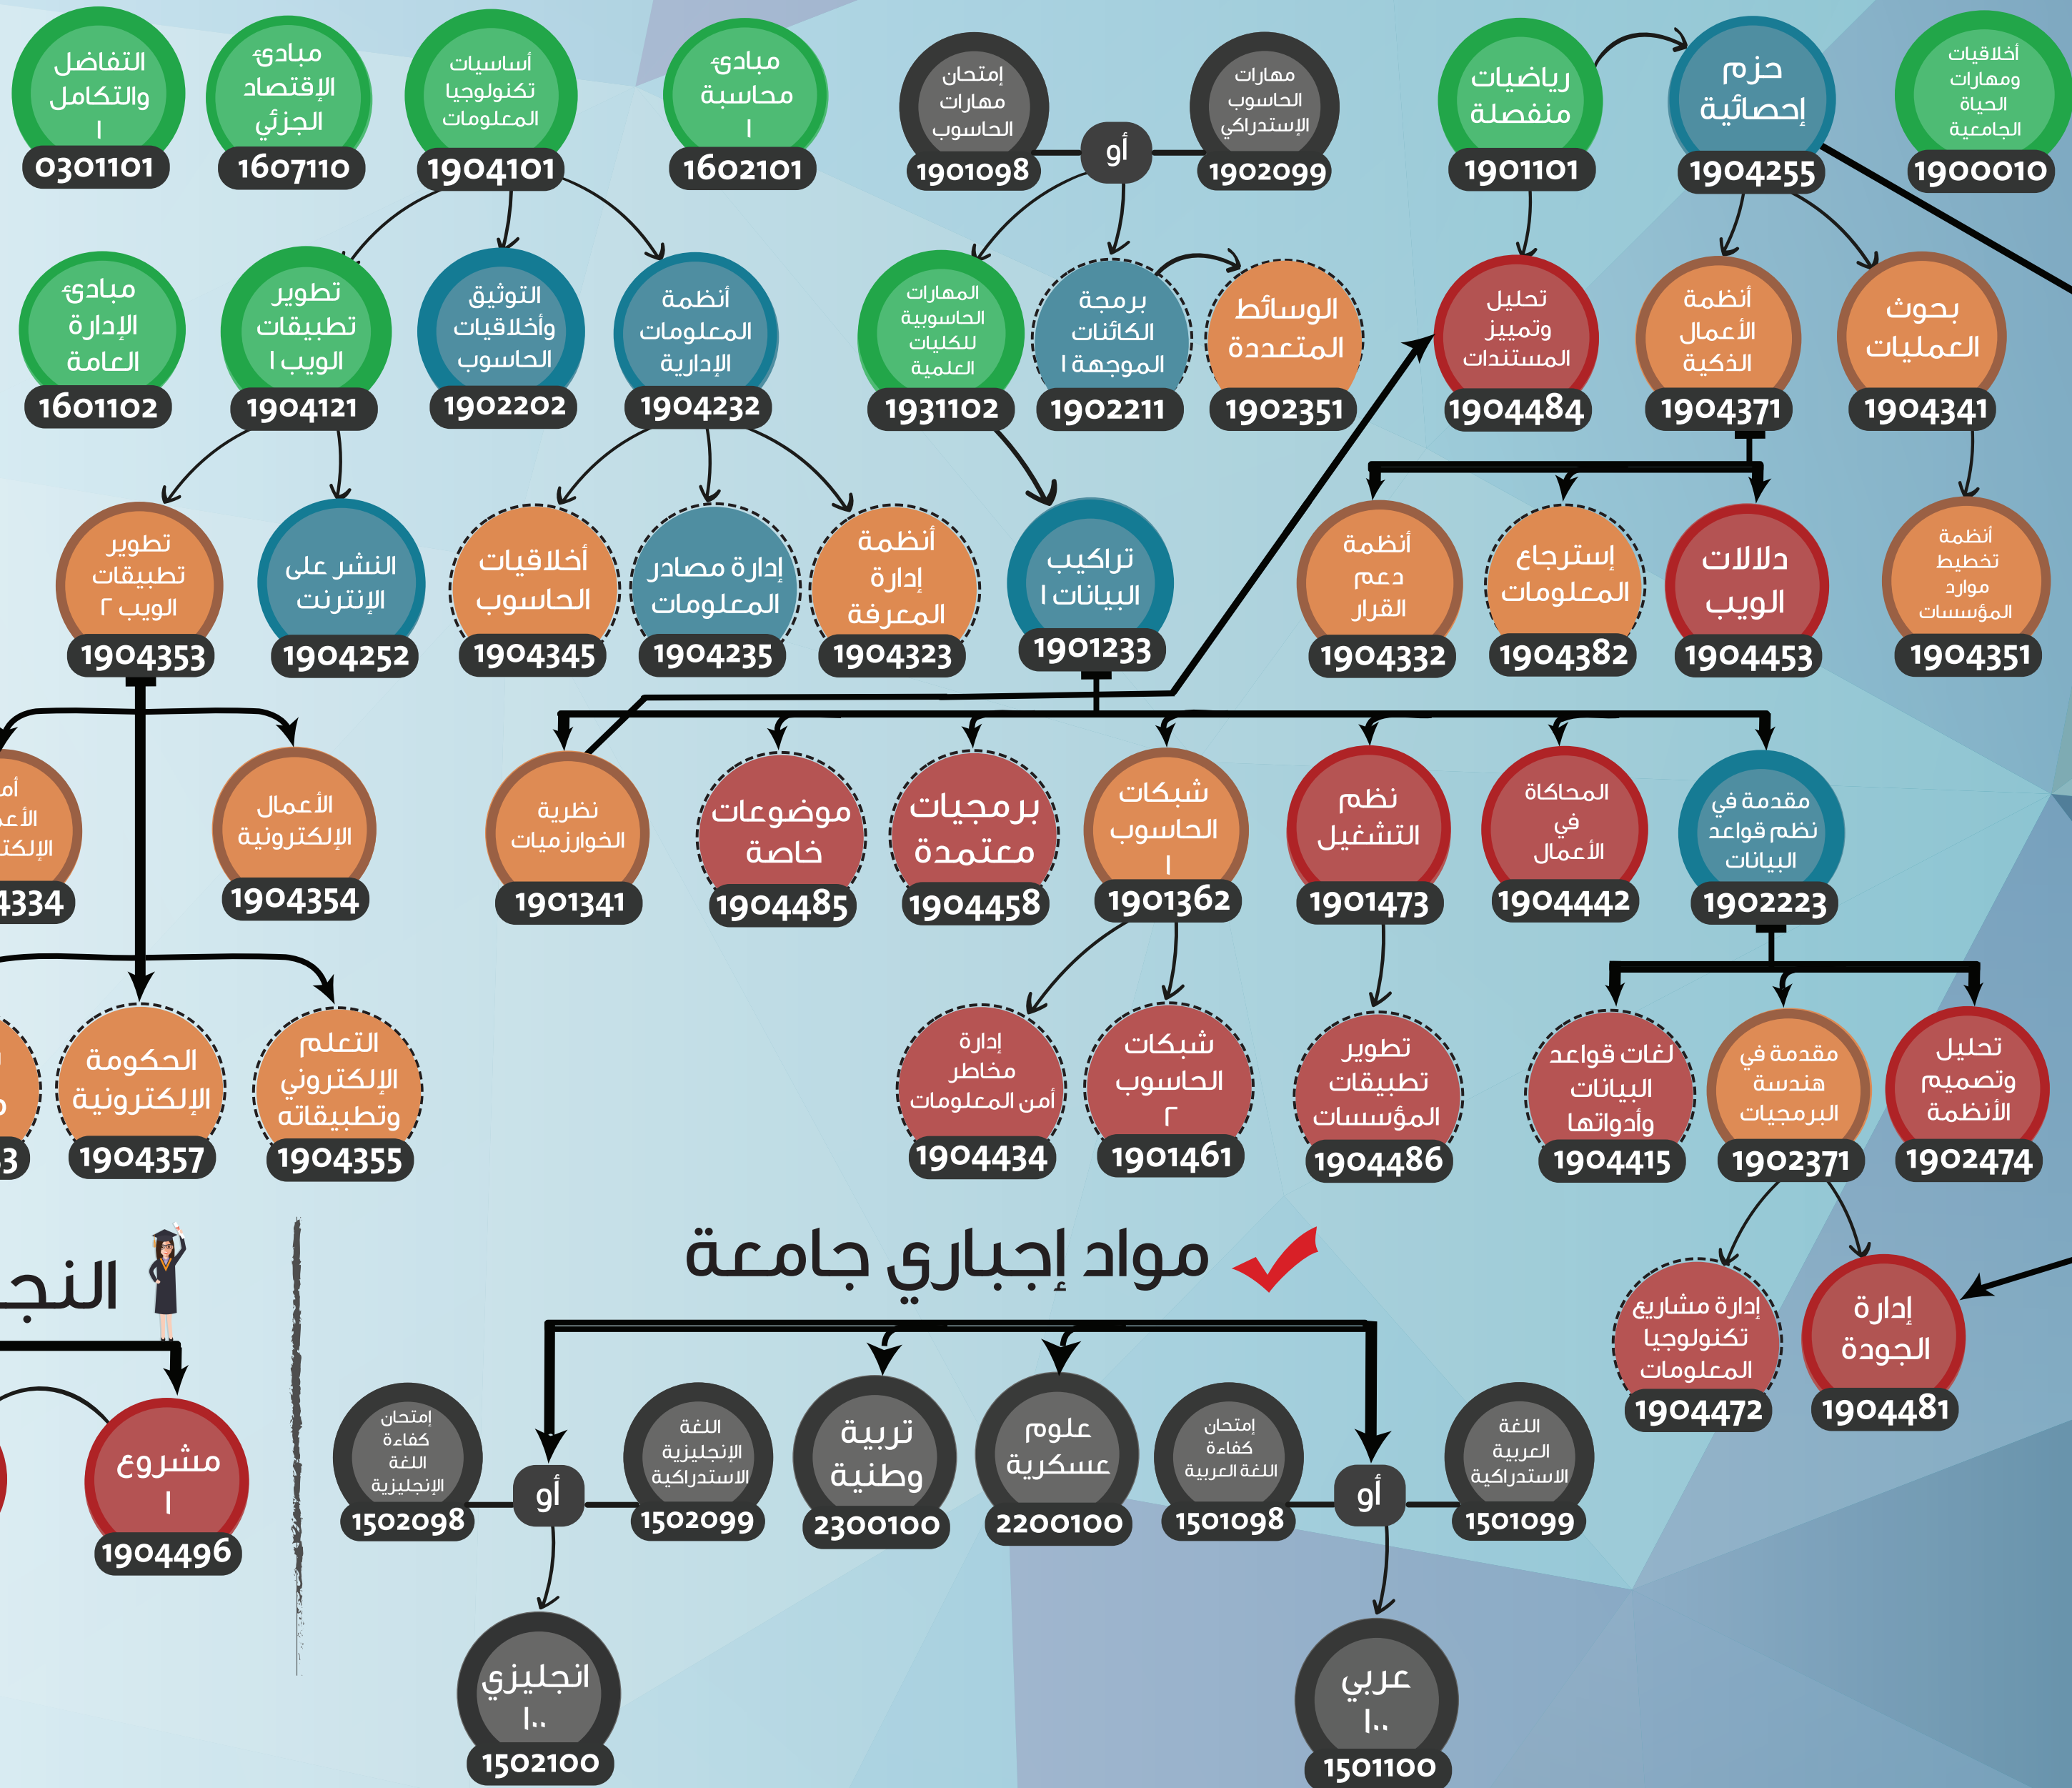 التفاضل
والتكامل
١
0301101
مبادئ
الإقتصاد
الجزئي
1607110
أساسيات
تكنولوجيا
المعلومات
1904101
مبادئ
محاسبة
١
1602101
إمتحان
مهارات
الحاسوب
1901098
أو
مهارات
الحاسوب
الإستدراكي
1902099
رياضيات
منفصلة
1901101
حزم
إحصائية
1904255
أخلاقيات
ومهارات
الحياة
الجامعية
1900010
مبادئ
الإدارة
العامة
1601102
تطوير
تطبيقات
الويب ١
1904121
التوثيق
وأخلاقيات
الحاسوب
1902202
أنظمة
المعلومات
الإدارية
1904232
المهارات
الحاسوبية
للكليات
العلمية
1931102
برمجة
الكائنات
الموجهة ١
1902211
الوسائط
المتعددة
1902351
تحليل
وتمييز
المستندات
1904484
أنظمة
الأعمال
الذكية
1904371
بحوث
العمليات
1904341
تطوير
تطبيقات
الويب ٢
1904353
النشر على
الإنترنت
1904252
أخلاقيات
الحاسوب
1904345
إدارة مصادر
المعلومات
1904235
أنظمة
إدارة
المعرفة
1904323
تراكيب
البيانات ١
1901233
أنظمة
دعم
القرار
1904332
إسترجاع
المعلومات
1904382
دلالات
الويب
1904453
أنظمة
تخطيط
موارد
المؤسسات
1904351
4334
الأعمال
الإلكترونية
1904354
نظرية
الخوارزميات
1901341
موضوعات
خاصة
1904485
برمجيات
معتمدة
1904458
شبكات
الحاسوب
١
1901362
نظم
التشغيل
1901473
المحاكاة
في
الأعمال
1904442
مقدمة في
نظم قواعد
البيانات
1902223
3
الحكومة
الإلكترونية
1904357
التعلم
الإلكتروني
وتطبيقاته
1904355
إدارة
مخاطر
أمن المعلومات
1904434
شبكات
الحاسوب
٢
1901461
تطوير
تطبيقات
المؤسسات
1904486
لغات قواعد
البيانات
وأدواتها
1904415
مقدمة في
هندسة
البرمجيات
1902371
تحليل
وتصميم
الأنظمة
1902474
إدارة مشاريع
تكنولوجيا
المعلومات
1904472
إدارة
الجودة
1904481
مواد إجباري جامعة
مشروع
١
1904496
إمتحان
كفاءة
اللغة
الإنجليزية
1502098
أو
اللغة
الإنجليزية
الاستدراكية
1502099
تربية
وطنية
2300100
علوم
عسكرية
2200100
إمتحان
كفاءة
اللغة العربية
1501098
أو
اللغة
العربية
الاستدراكية
1501099
انجليزي
١٠٠
1502100
عربي
١٠٠
1501100